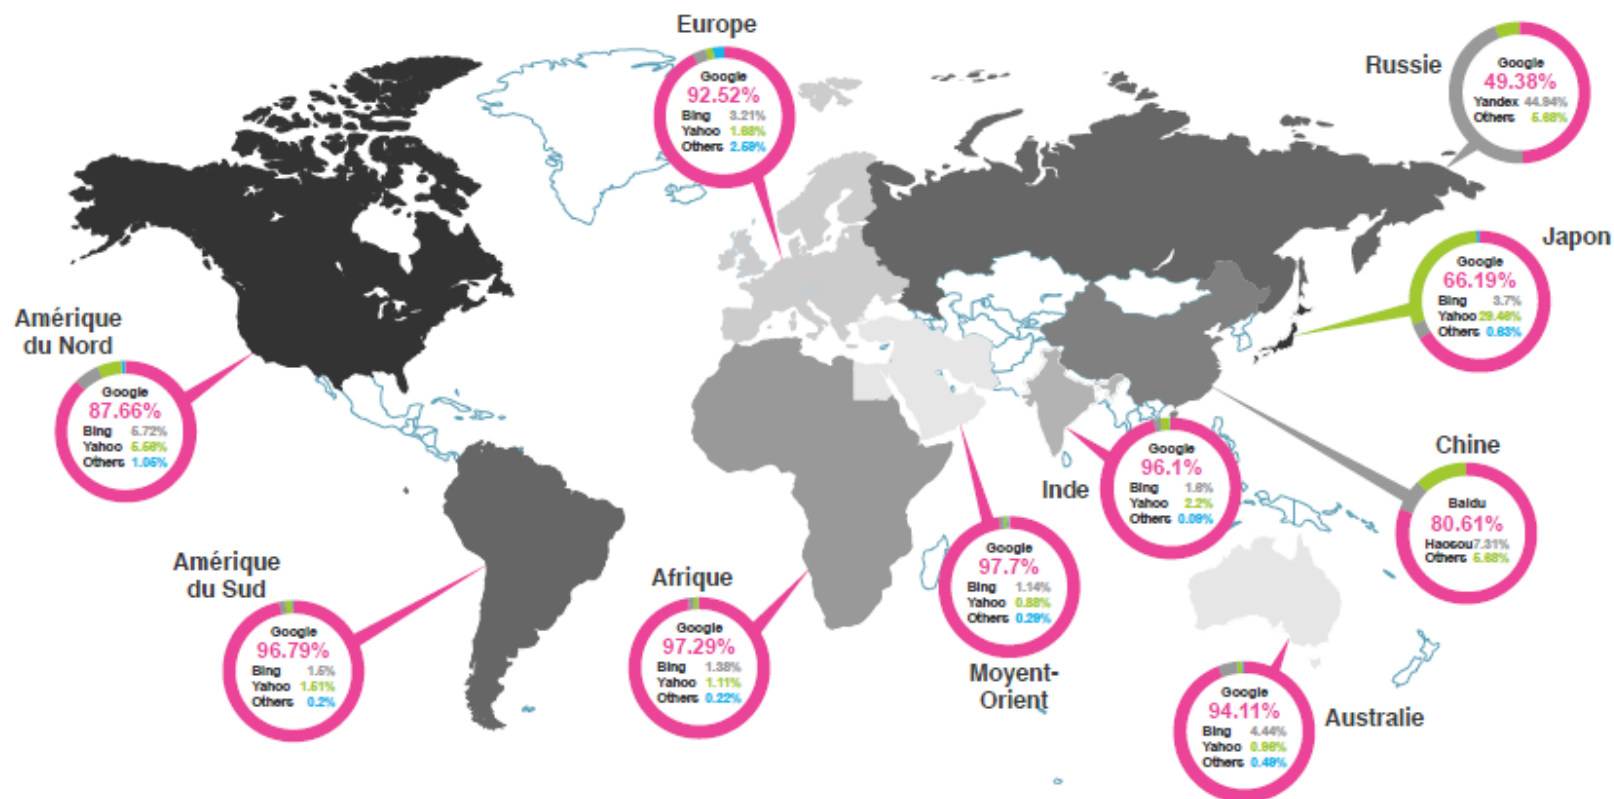 Europe
Google
92.52%
Bing 3.21%
Yahoo 1.68%
Others 2.59%
Russie
Google
49.38%
Yandex 44.94%
Others 5.68%
Japon
Google
66.19%
Bing 3.7%
Yahoo 29.46%
Others 0.63%
Amérique
du Nord
Google
87.66%
Bing 5.72%
Yahoo 5.56%
Others 1.05%
Chine
Baidu
80.61%
Haosou 7.31%
Others 5.68%
Inde
Google
96.1%
Bing 1.6%
Yahoo 2.2%
Others 0.09%
Moyent-
Orient
Google
97.7%
Bing 1.14%
Yahoo 0.88%
Others 0.29%
Amérique
du Sud
Google
96.79%
Bing 1.5%
Yahoo 1.51%
Others 0.2%
Afrique
Google
97.29%
Bing 1.38%
Yahoo 1.11%
Others 0.22%
Australie
Google
94.11%
Bing 4.44%
Yahoo 0.96%
Others 0.49%